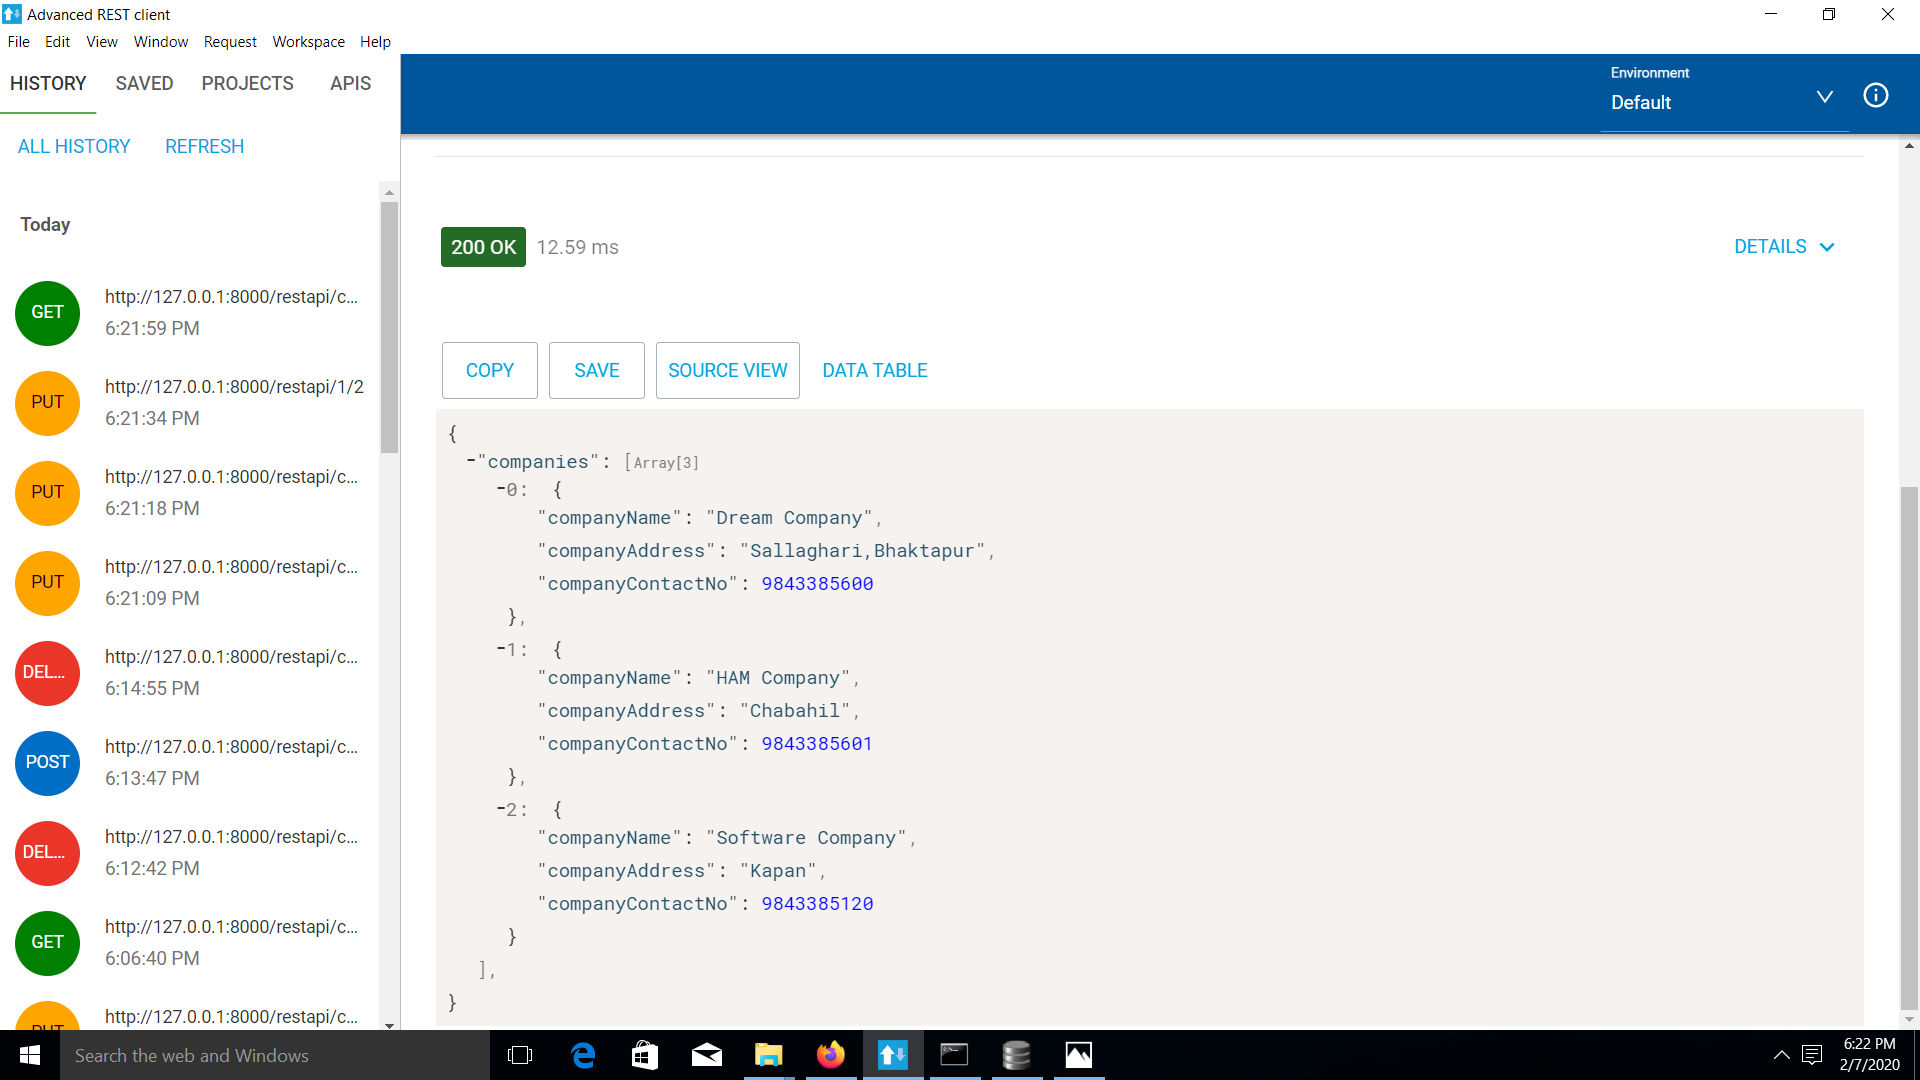 Advanced REST client
File Edit View Window Request Workspace Help
HISTORY SAVED PROJECTS APIS
ALL HISTORY REFRESH
Today
GET http://127.0.0.1:8000/restapi/c...
6:21:59 PM
PUT http://127.0.0.1:8000/restapi/1/2
6:21:34 PM
PUT http://127.0.0.1:8000/restapi/c...
6:21:18 PM
PUT http://127.0.0.1:8000/restapi/c...
6:21:09 PM
DEL... http://127.0.0.1:8000/restapi/c...
6:14:55 PM
POST http://127.0.0.1:8000/restapi/c...
6:13:47 PM
DEL... http://127.0.0.1:8000/restapi/c...
6:12:42 PM
GET http://127.0.0.1:8000/restapi/c...
6:06:40 PM
PUT http://127.0.0.1:8000/restapi/c...
Environment
Default
200 OK 12.59 ms
DETAILS
COPY SAVE SOURCE VIEW DATA TABLE
{
-"companies": [Array[3]
-0: {
"companyName": "Dream Company",
"companyAddress": "Sallaghari,Bhaktapur",
"companyContactNo": 9843385600
},
-1: {
"companyName": "HAM Company",
"companyAddress": "Chabahil",
"companyContactNo": 9843385601
},
-2: {
"companyName": "Software Company",
"companyAddress": "Kapan",
"companyContactNo": 9843385120
}
],
}
Search the web and Windows
6:22 PM
2/7/2020